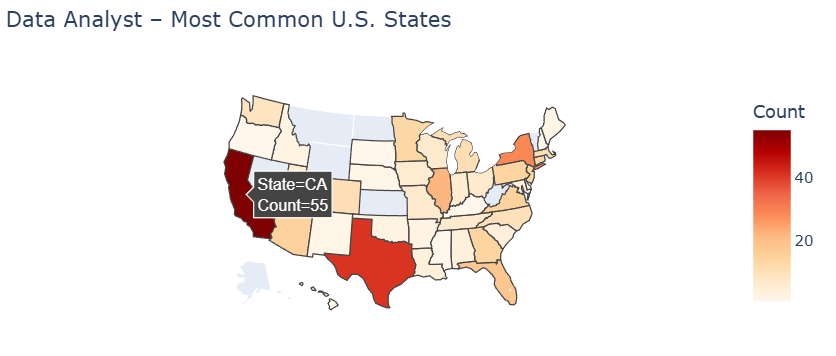 Data Analyst – Most Common U.S. States
State=CA
Count=55
Count
40
20